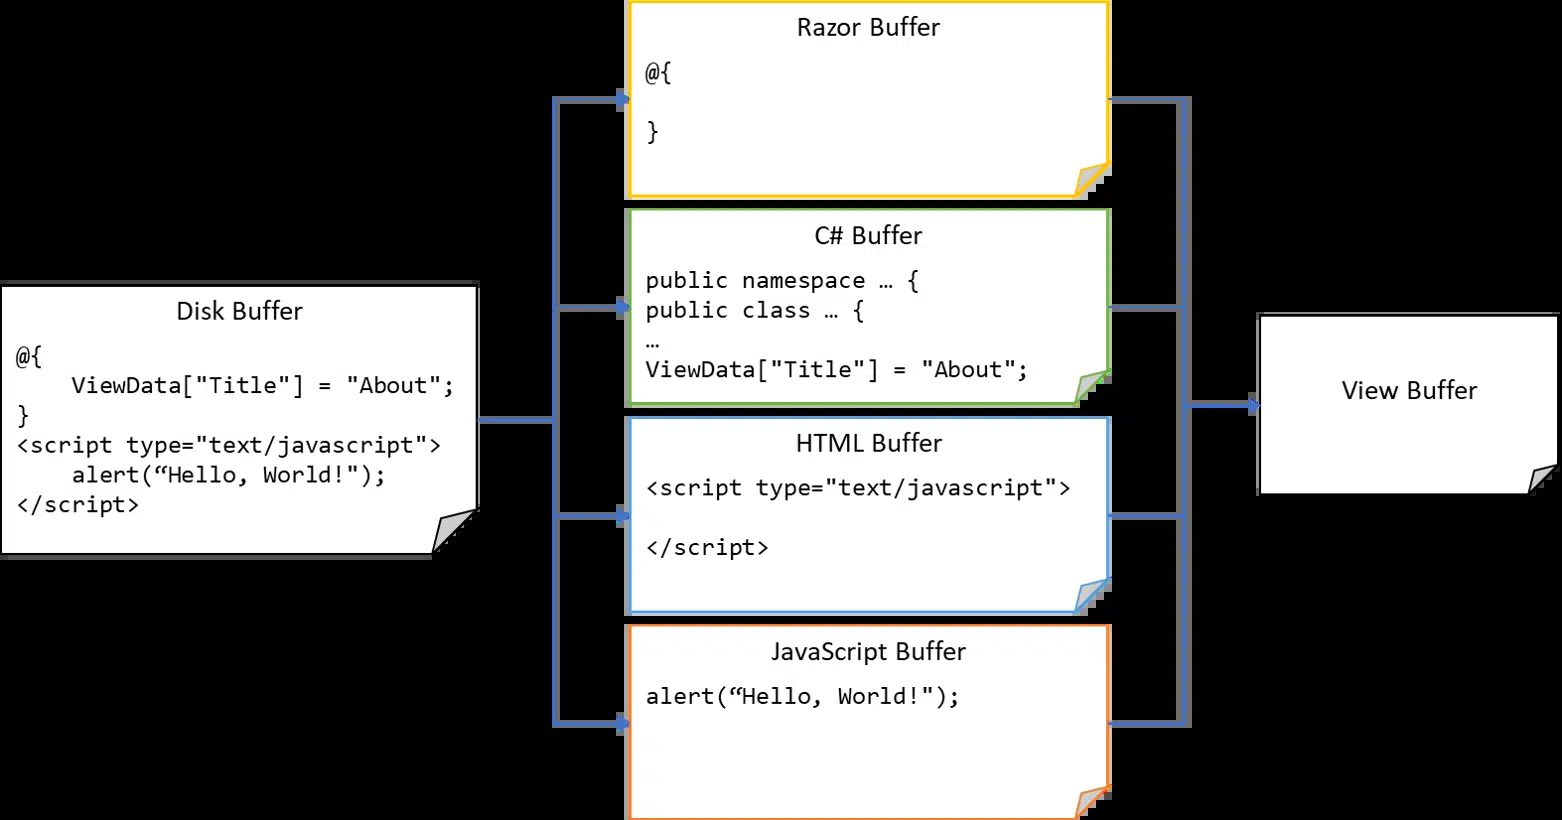 Disk Buffer
@{
    ViewData["Title"] = "About";
}
<script type="text/javascript">
    alert(“Hello, World!");
</script>
Razor Buffer
@{
}
C# Buffer
public namespace … {
public class … {
…
ViewData["Title"] = "About";
HTML Buffer
<script type="text/javascript">
</script>
JavaScript Buffer
alert(“Hello, World!");
View Buffer